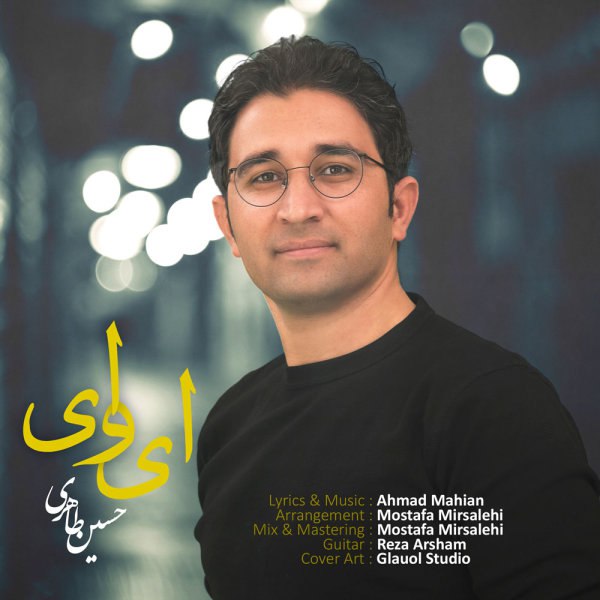 ای وای
حسین طاهری
Lyrics & Music : Ahmad Mahian
Arrangement : Mostafa Mirsalehi
Mix & Mastering : Mostafa Mirsalehi
Guitar : Reza Arsham
Cover Art : Glauol Studio